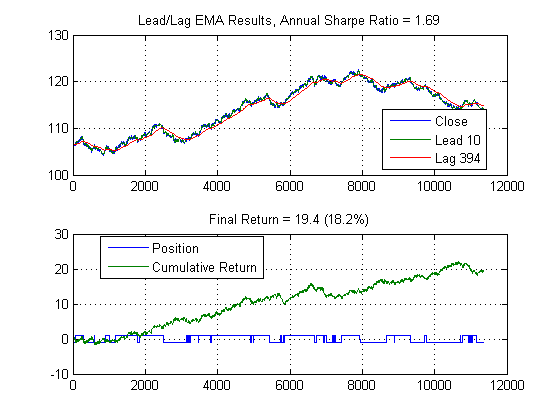 Lead/Lag EMA Results, Annual Sharpe Ratio = 1.69
130
120
110
100
Close
Lead 10
Lag 394
0 2000 4000 6000 8000 10000 12000
Final Return = 19.4 (18.2%)
30
20
10
0
-10
Position
Cumulative Return
0 2000 4000 6000 8000 10000 12000